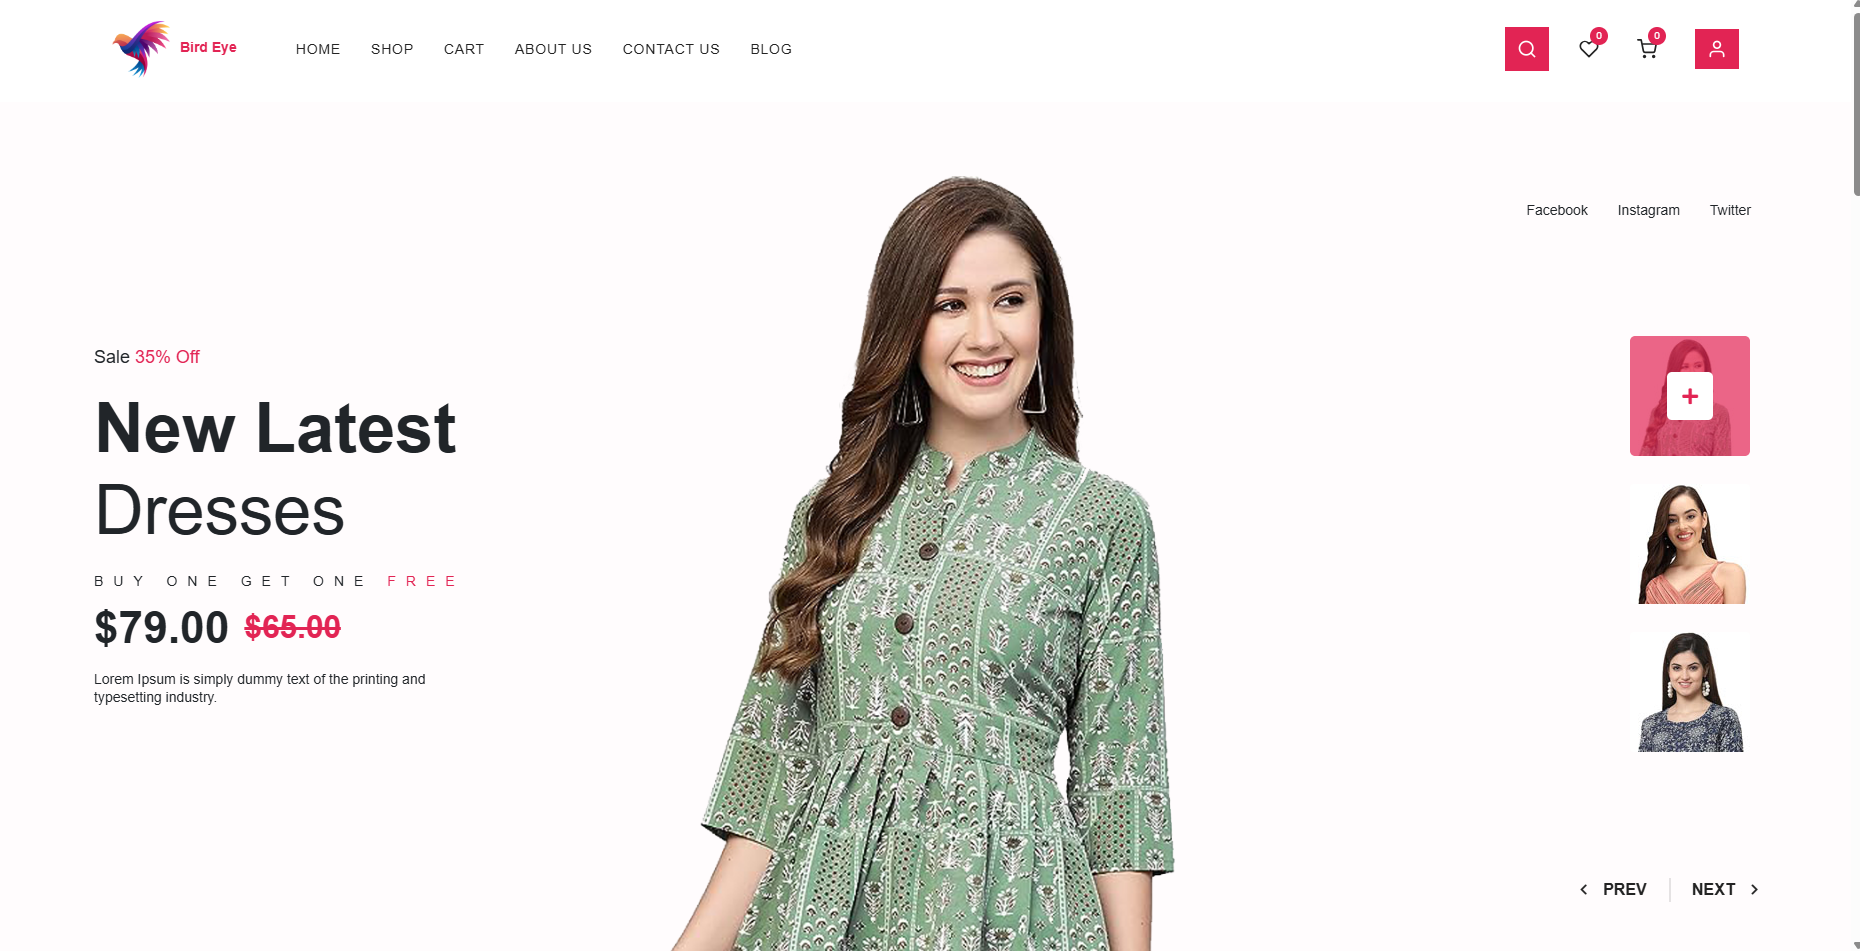 Bird Eye
HOME SHOP CART ABOUT US CONTACT US BLOG
0 0
Facebook Instagram Twitter
Sale 35% Off
New Latest
Dresses
BUY ONE GET ONE FREE
$79.00 $65.00
Lorem Ipsum is simply dummy text of the printing and
typesetting industry.
PREV NEXT